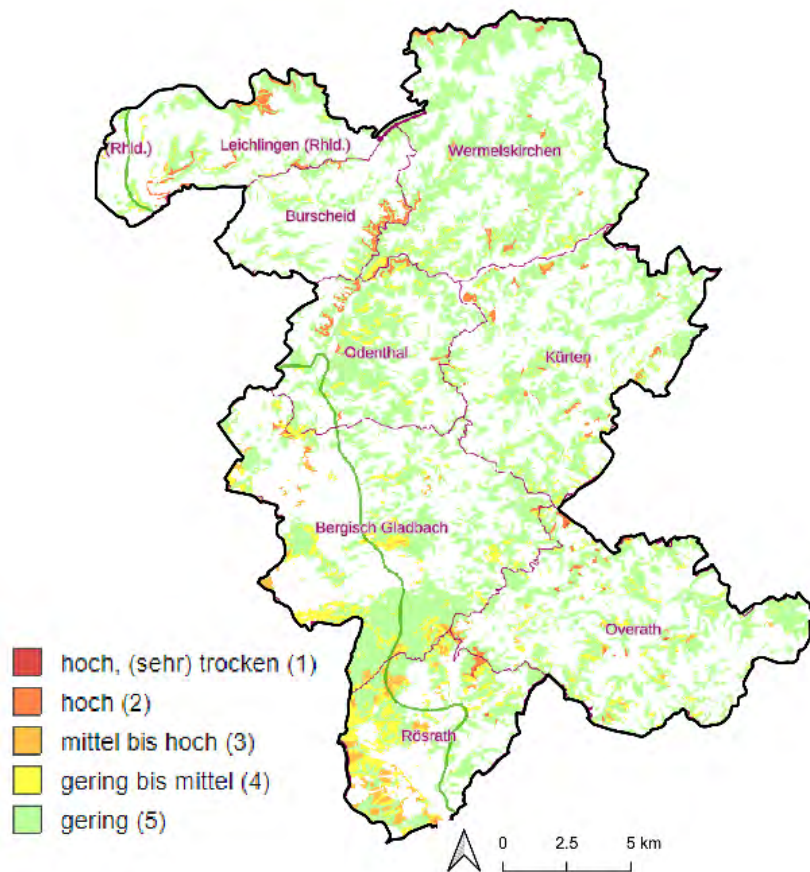 (Rhld.)
Leichlingen (Rhld.)
Wermelskirchen
Burscheid
Odenthal
Kürten
Bergisch Gladbach
Overath
Rösrath
hoch, (sehr) trocken (1)
hoch (2)
mittel bis hoch (3)
gering bis mittel (4)
gering (5)
0 2.5 5 km